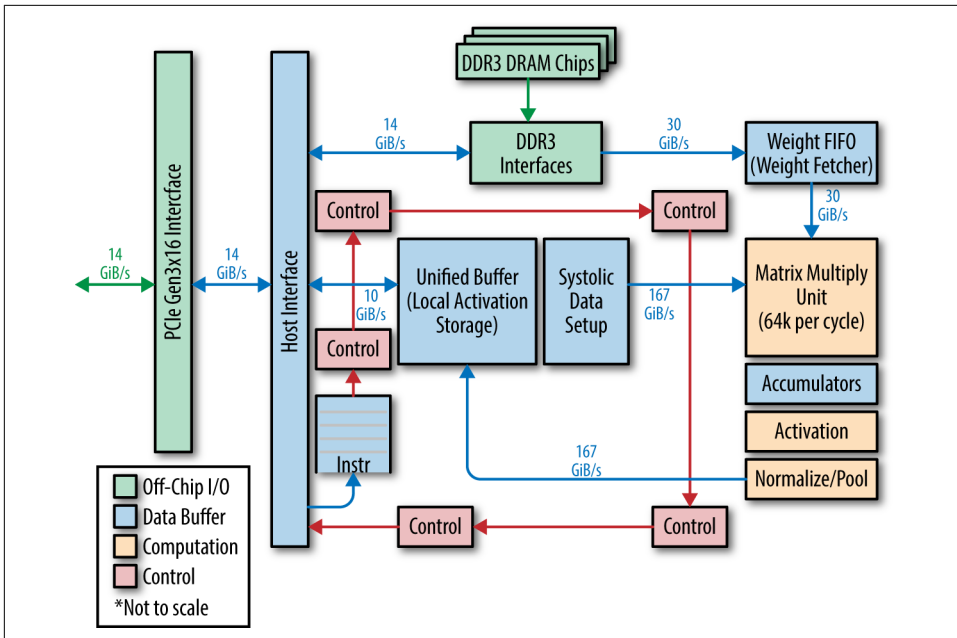 DDR3 DRAM Chips
14
GiB/s
30
GiB/s
DDR3
Interfaces
Weight FIFO
(Weight Fetcher)
30
GiB/s
Control
Control
14
GiB/s
PCIe Gen3x16 Intercface
14
GiB/s
Host Interface
10
GiB/s
Unified Buffer
(Local Activation
Storage)
Systolic
Data
Setup
167
GiB/s
Matrix Multiply
Unit
(64k per cycle)
Control
Accumulators
Activation
Instr
167
GiB/s
Normalize/Pool
Control
Control
Off-Chip I/O
Data Buffer
Computation
Control
*Not to scale